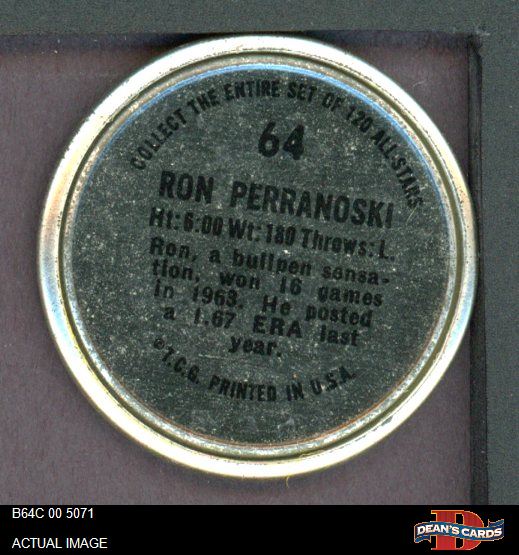 COLLECT THE ENTIRE SET OF 120 ALL-STARS
64
RON PERRANOSKI
Ht: 6:00 Wt: 180 Throws: L.
Ron, a bullpen sensa-
tion, won 16 games
in 1963. He posted
a 1.67 ERA last
year.
©T.C.G. PRINTED IN U.S.A.
B64C 00 5071
ACTUAL IMAGE
DEAN'S CARDS